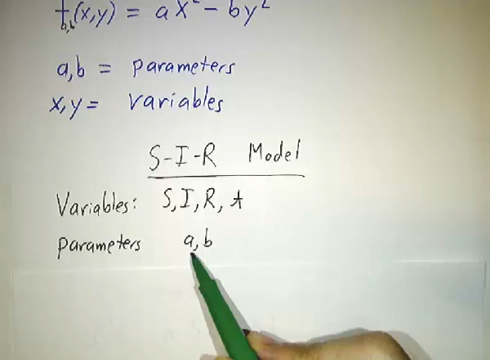 f_{a,b}(x,y) = ax² - by²
a,b = parameters
x,y = variables
S-I-R Model
Variables: S, I, R, t
parameters a,b